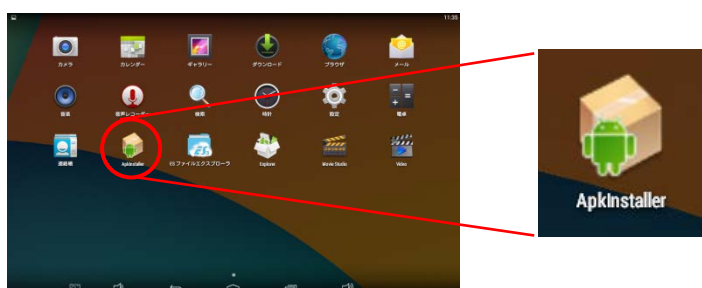 11:35
カメラ
カレンダー
ギャラリー
ダウンロード
ブラウザ
メール
音楽
音声レコーダー
検索
時計
設定
電卓
連絡帳
ApkInstaller
ESファイルエクスプローラ
Explorer
Movie Studio
Video
ApkInstaller